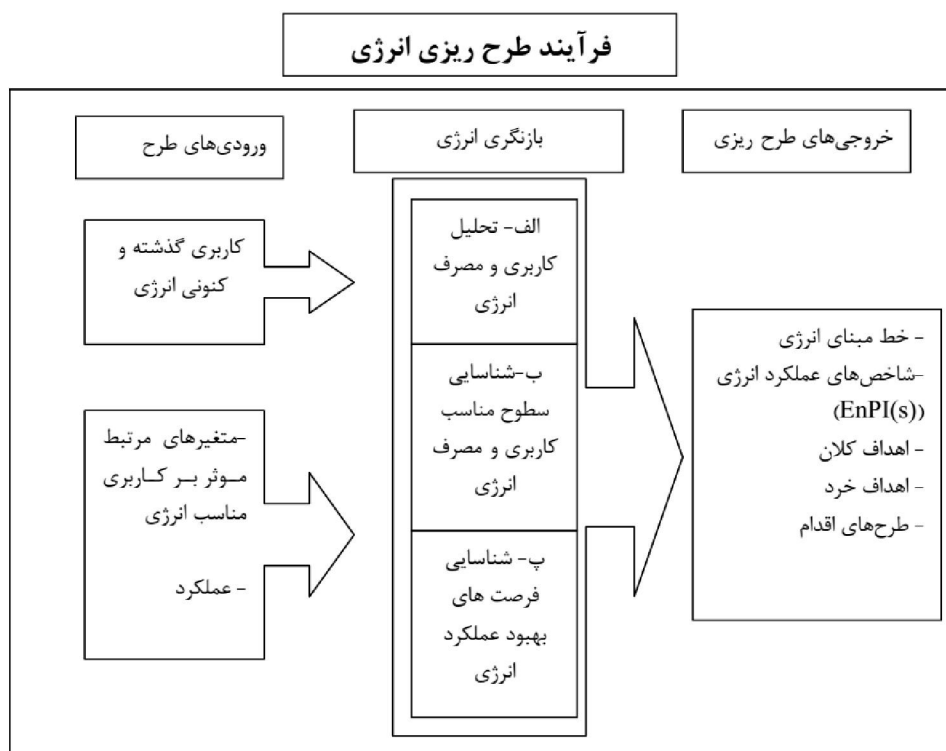 فرآیند طرح ریزی انرژی
ورودی‌های طرح
کاربری گذشته و
کنونی انرژی
-متغیرهای مرتبط
موثر بر کاربری
مناسب انرژی
- عملکرد
بازنگری انرژی
الف- تحلیل
کاربری و مصرف
انرژی
ب-شناسایی
سطوح مناسب
کاربری و مصرف
انرژی
پ- شناسایی
فرصت های
بهبود عملکرد
انرژی
خروجی‌های طرح ریزی
- خط مبنای انرژی
-شاخص‌های عملکرد انرژی
(EnPI(s))
- اهداف کلان
- اهداف خرد
- طرح‌های اقدام